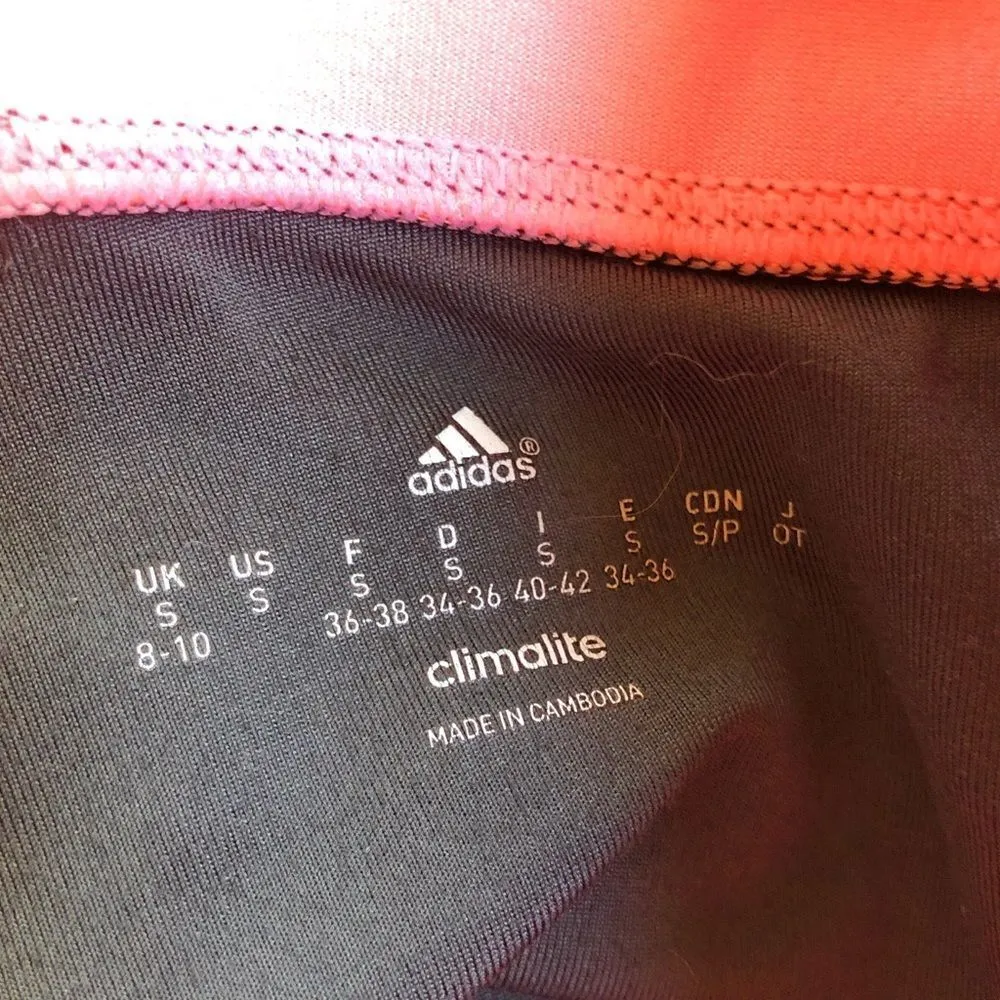 adidas®
UK US F D I E CDN J
S S S S S S S/P OT
8-10 36-38 34-36 40-42 34-36
climalite
MADE IN CAMBODIA